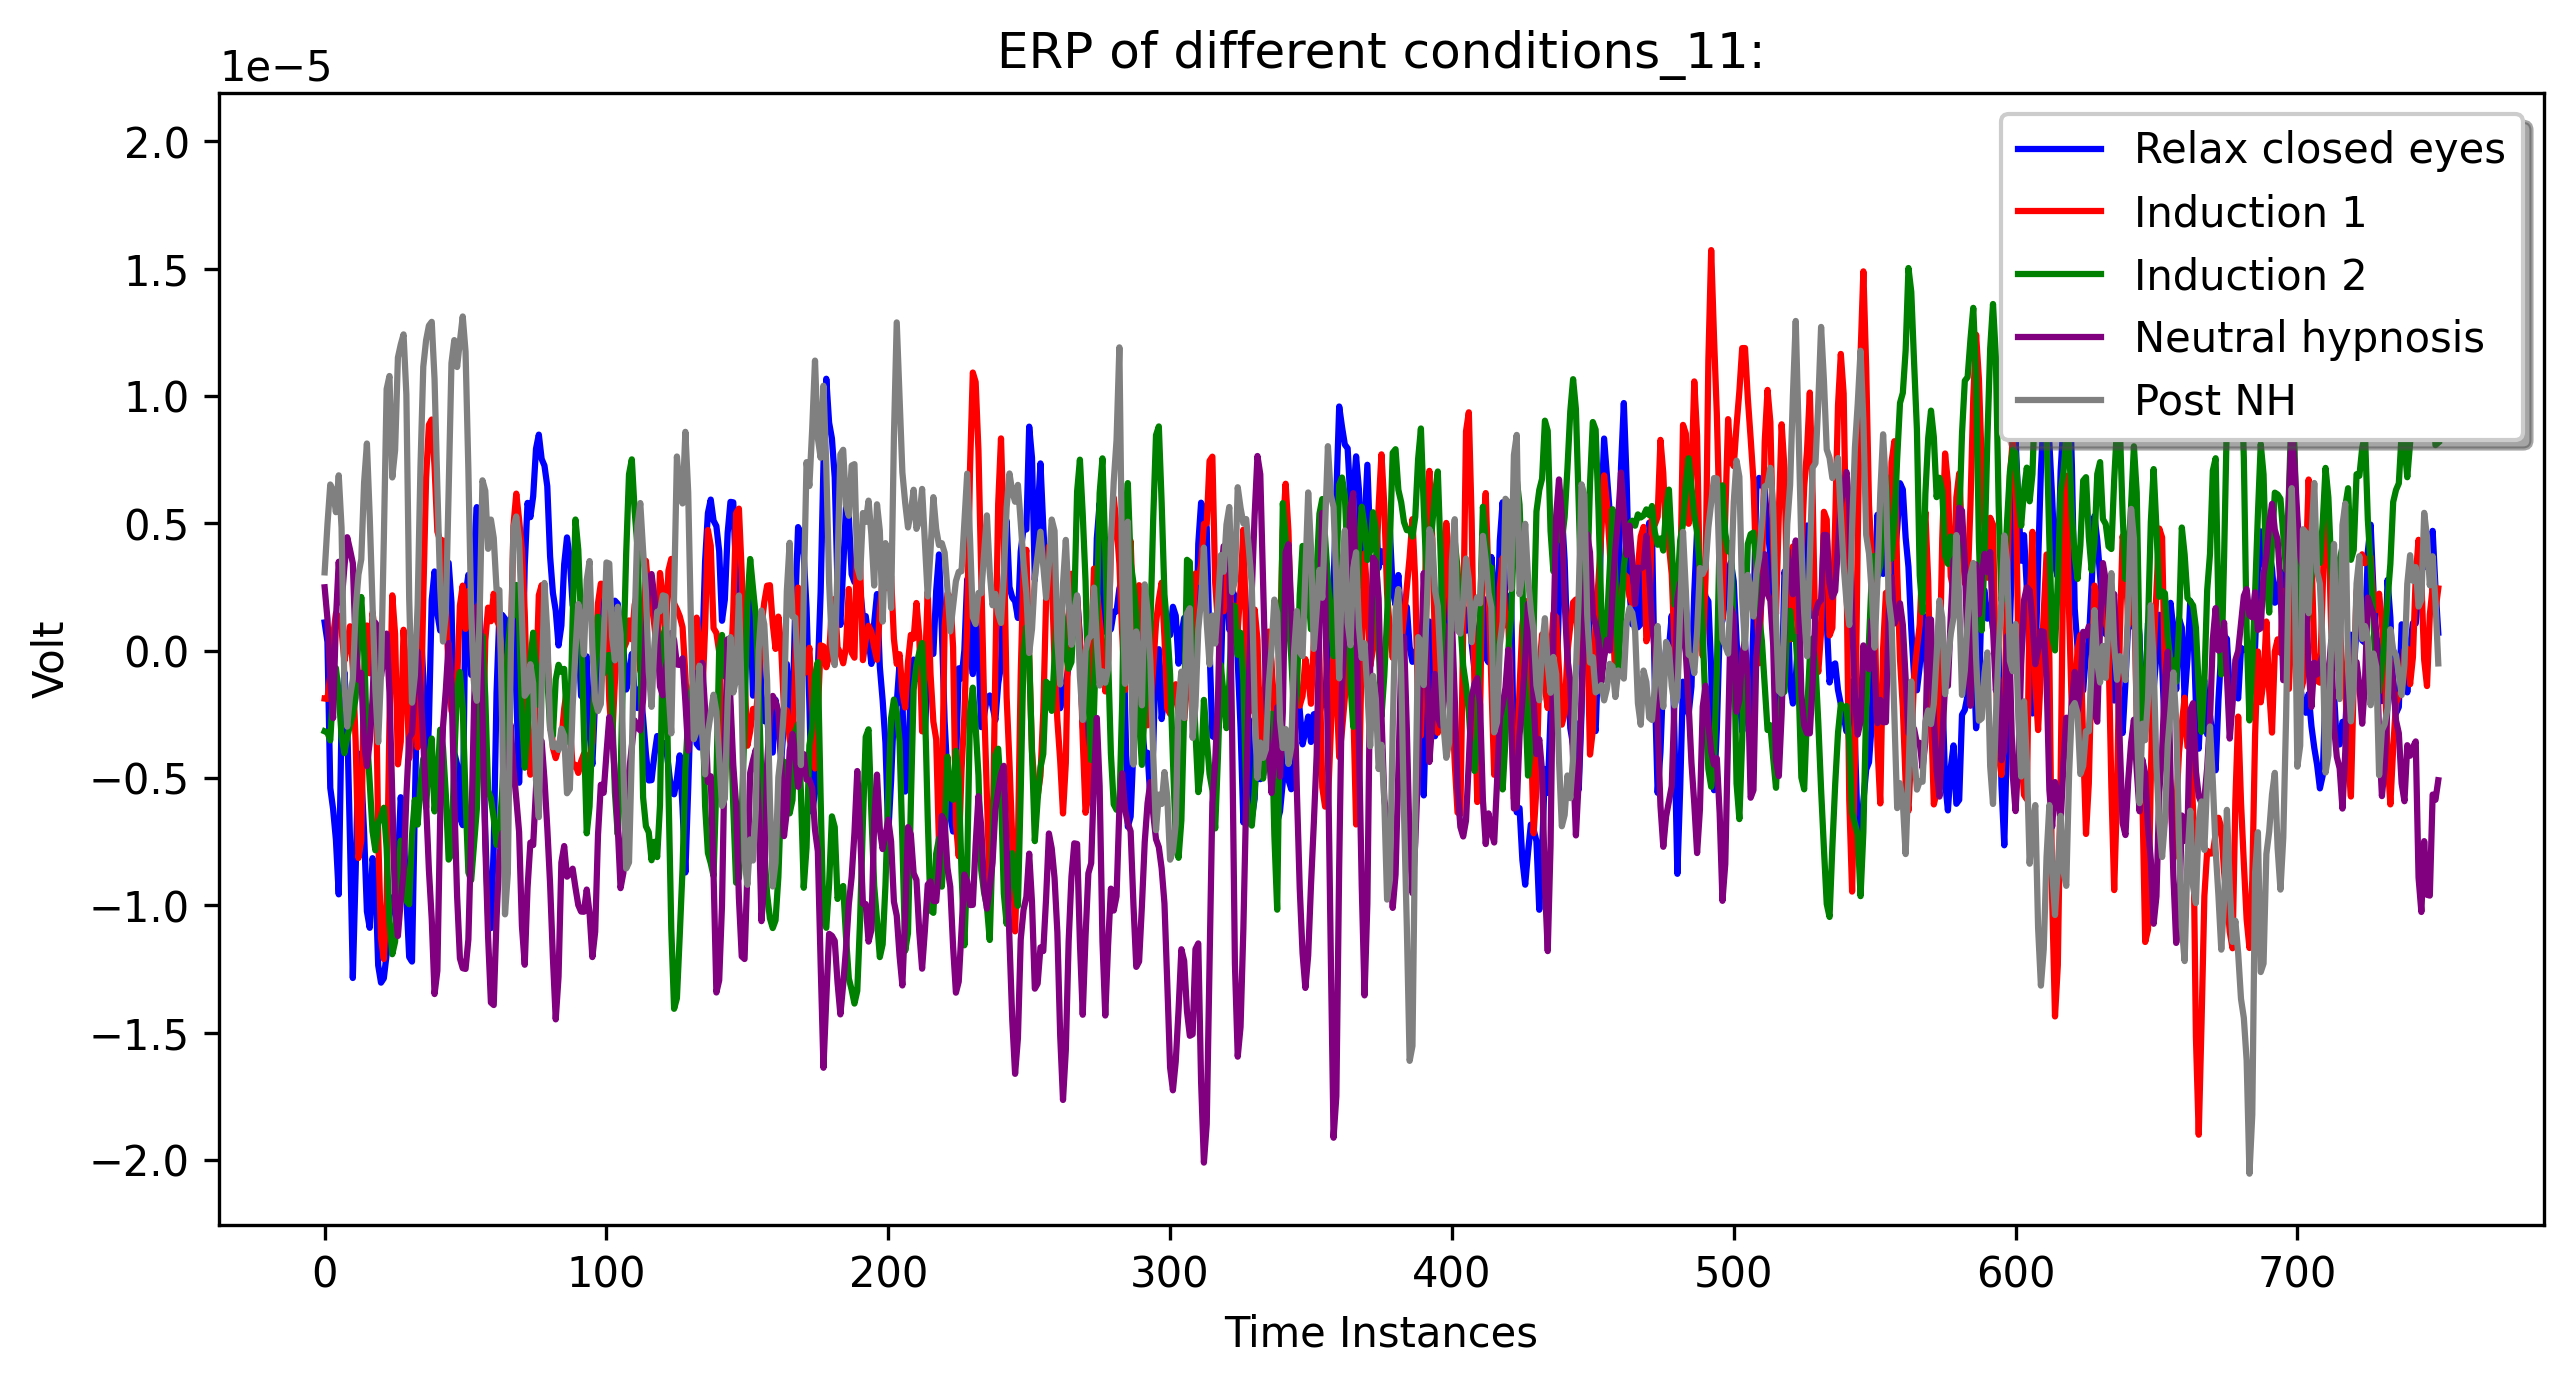 ERP of different conditions_11:
1e−5
2.0
1.5
1.0
0.5
0.0
−0.5
−1.0
−1.5
−2.0
Volt
Relax closed eyes
Induction 1
Induction 2
Neutral hypnosis
Post NH
0 100 200 300 400 500 600 700
Time Instances